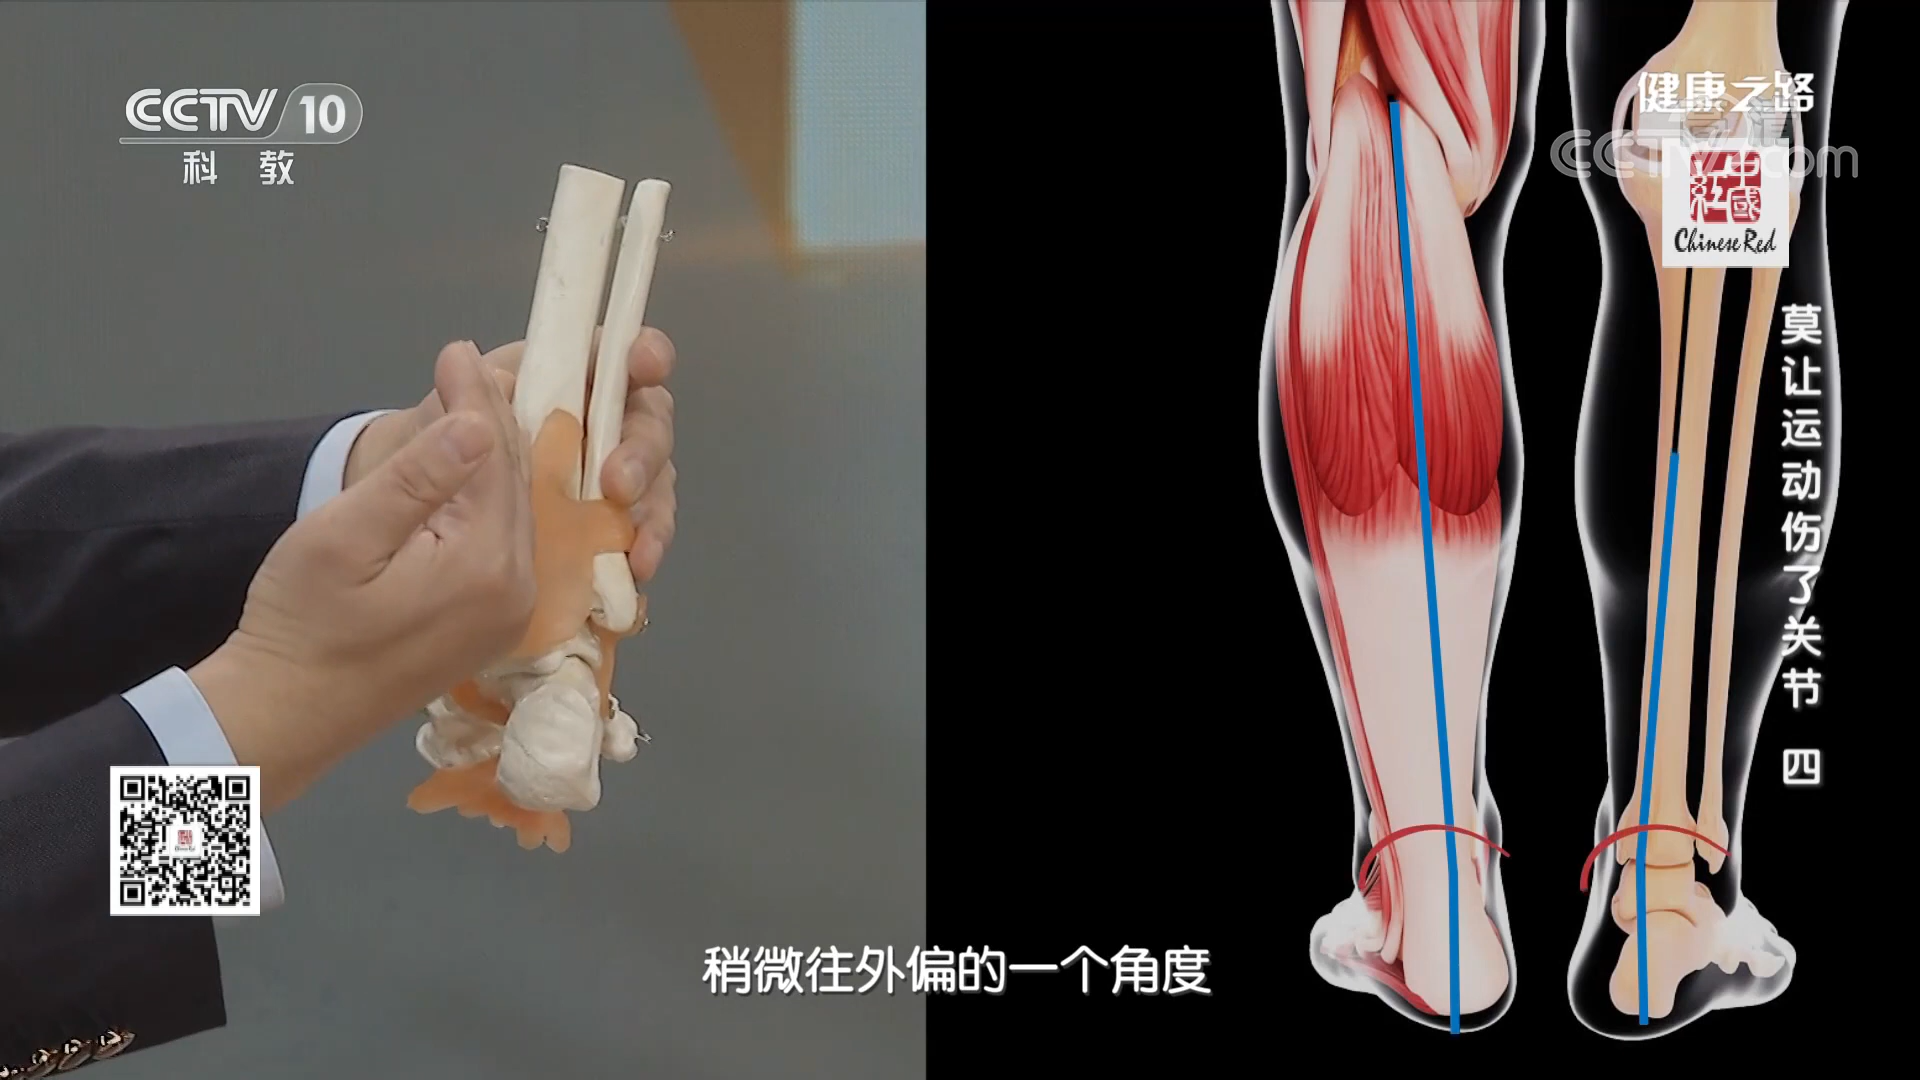 CCTV 10
科 教
健康之路
CCTV.com
中國紅
Chinese Red
莫让运动伤了关节 四
稍微往外偏的一个角度